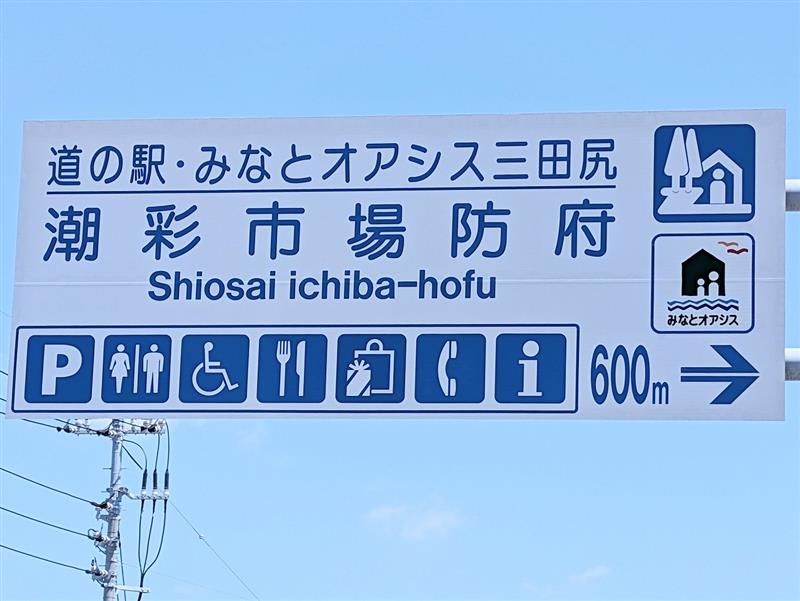 道の駅・みなとオアシス三田尻
潮彩市場防府
Shiosai ichiba-hofu
みなとオアシス
P i 600m